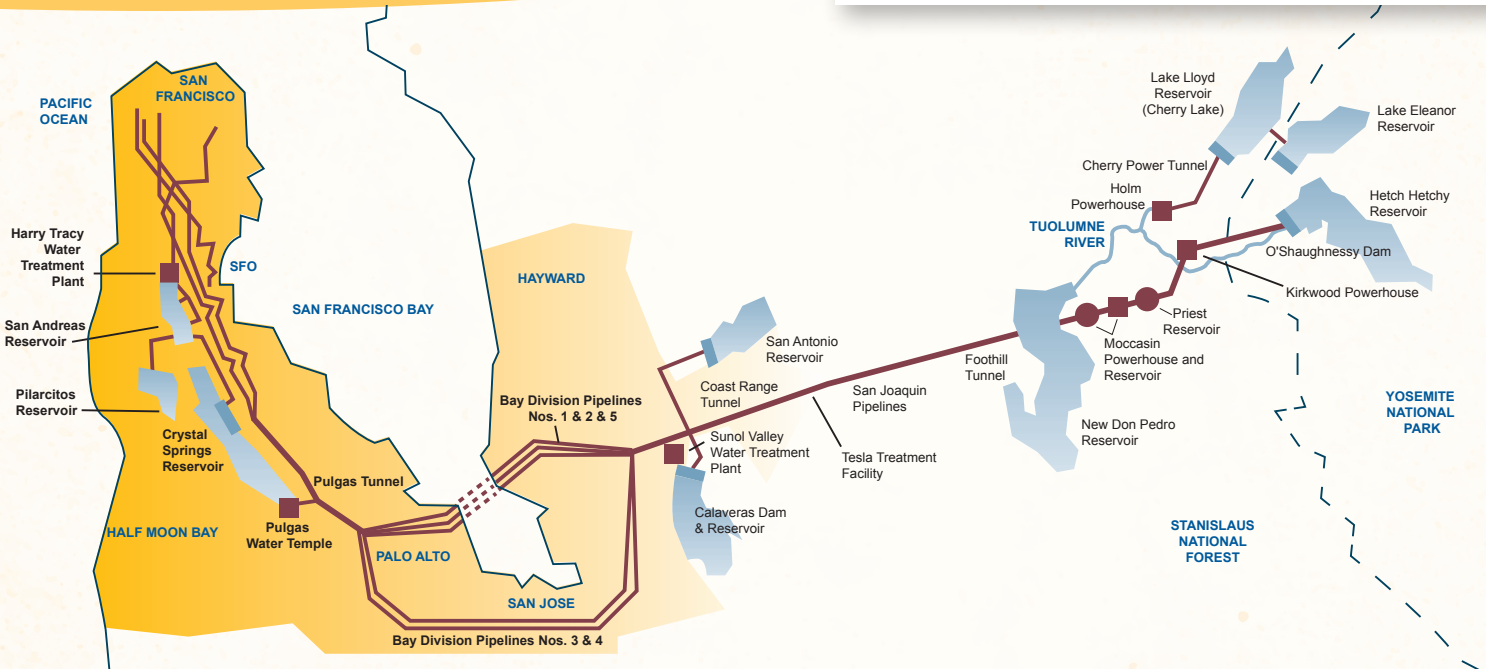 SAN
FRANCISCO
PACIFIC
OCEAN
Harry Tracy
Water
Treatment
Plant
SFO
San Andreas
Reservoir
Pilarcitos
Reservoir
Crystal
Springs
Reservoir
HALF MOON BAY
Pulgas
Water Temple
Pulgas Tunnel
PALO ALTO
SAN FRANCISCO BAY
HAYWARD
Bay Division Pipelines
Nos. 1 & 2 & 5
SAN JOSE
Bay Division Pipelines Nos. 3 & 4
San Antonio
Reservoir
Coast Range
Tunnel
Sunol Valley
Water Treatment
Plant
Calaveras Dam
& Reservoir
San Joaquin
Pipelines
Tesla Treatment
Facility
Foothill
Tunnel
New Don Pedro
Reservoir
Moccasin
Powerhouse and
Reservoir
Priest
Reservoir
TUOLUMNE
RIVER
Holm
Powerhouse
Cherry Power Tunnel
Lake Lloyd
Reservoir
(Cherry Lake)
Lake Eleanor
Reservoir
Hetch Hetchy
Reservoir
O'Shaughnessy Dam
Kirkwood Powerhouse
YOSEMITE
NATIONAL
PARK
STANISLAUS
NATIONAL
FOREST